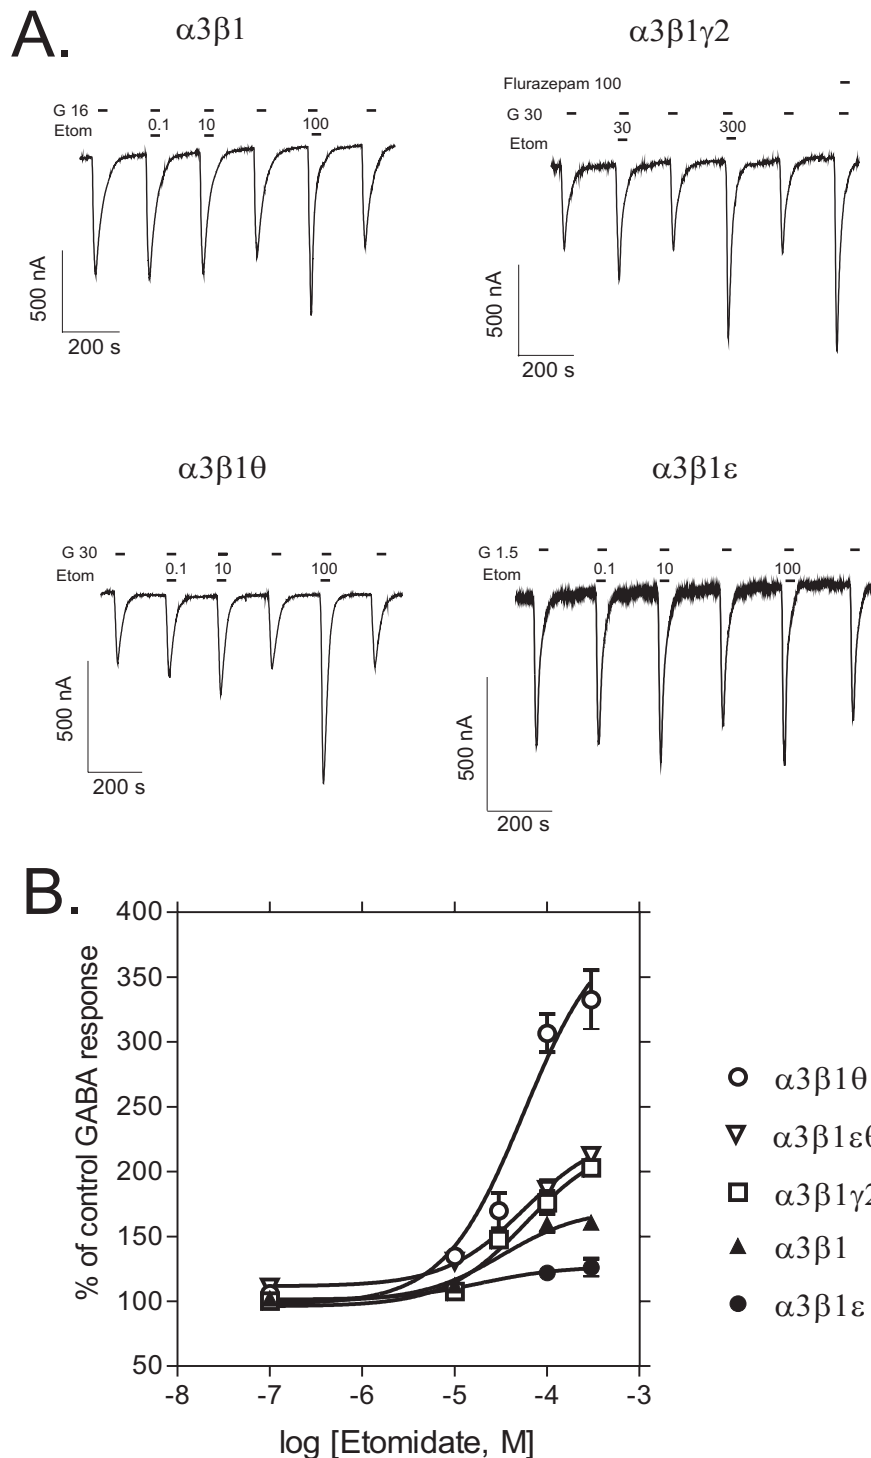 A.
α3β1
G 16
Etom
0.1 10 100
500 nA
200 s
α3β1γ2
Flurazepam 100
G 30
Etom
30 300
500 nA
200 s
α3β1θ
G 30
Etom
0.1 10 100
500 nA
200 s
α3β1ε
G 1.5
Etom
0.1 10 100
500 nA
200 s
B.
% of control GABA response
400
350
300
250
200
150
100
50
-8 -7 -6 -5 -4 -3
log [Etomidate, M]
α3β1θ
α3β1εθ
α3β1γ2
α3β1
α3β1ε